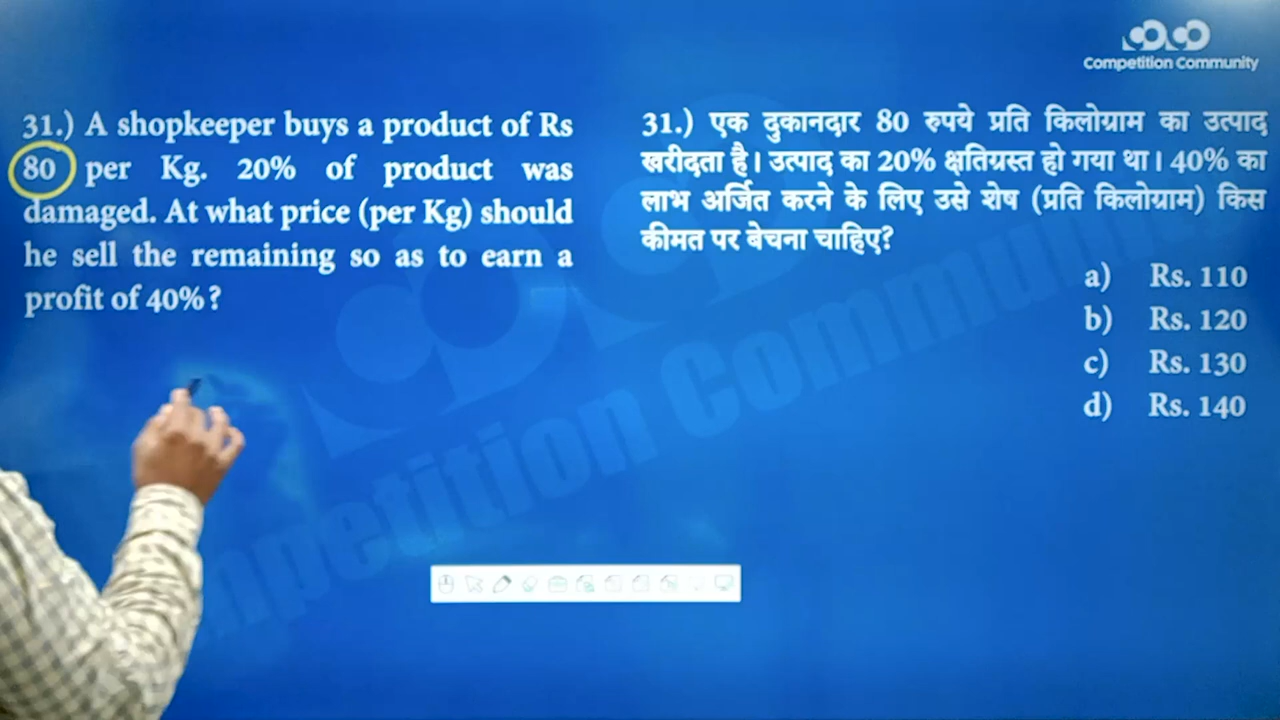 Competition Community
31.) A shopkeeper buys a product of Rs
80 per Kg. 20% of product was
damaged. At what price (per Kg) should
he sell the remaining so as to earn a
profit of 40%?
31.) एक दुकानदार 80 रुपये प्रति किलोग्राम का उत्पाद
खरीदता है। उत्पाद का 20% क्षतिग्रस्त हो गया था। 40% का
लाभ अर्जित करने के लिए उसे शेष (प्रति किलोग्राम) किस
कीमत पर बेचना चाहिए?
a) Rs. 110
b) Rs. 120
c) Rs. 130
d) Rs. 140
mpetition Community